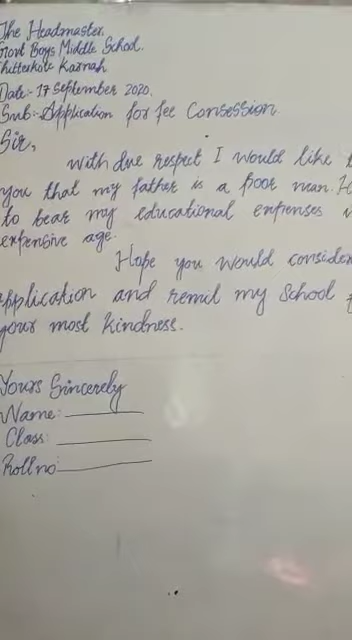 The Headmaster.
Govt Boys Middle School.
Chitterkote Karnah
Date:- 17 September 2020.
Sub:- Application for fee Consession.
Sir,
with due respect I would like
you that my father is a poor man.
to bear my educational expenses
expensive age.
Hope you would consider
application and remit my School
your most kindness.
Yours Sincerely
Name:
Class:
Roll no: